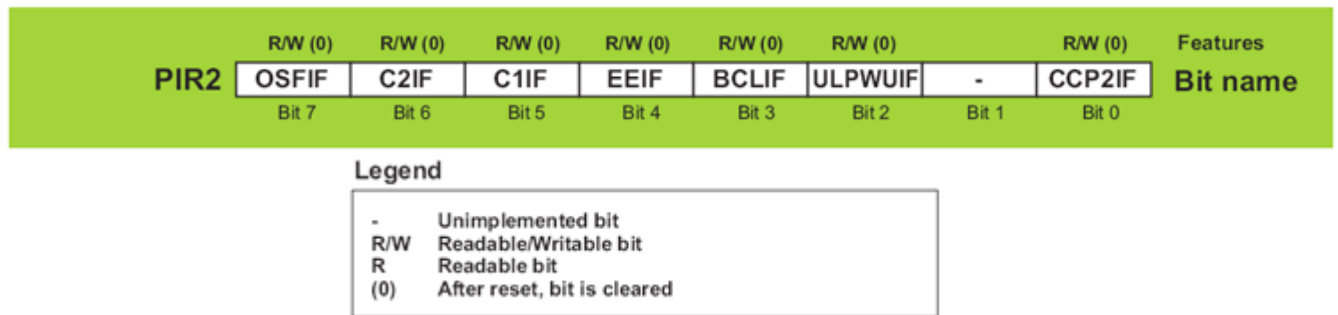 R/W (0) R/W (0) R/W (0) R/W (0) R/W (0) R/W (0) R/W (0) Features
PIR2 OSFIF C2IF C1IF EEIF BCLIF ULPWUIF - CCP2IF Bit name
Bit 7 Bit 6 Bit 5 Bit 4 Bit 3 Bit 2 Bit 1 Bit 0
Legend
- Unimplemented bit
R/W Readable/Writable bit
R Readable bit
(0) After reset, bit is cleared